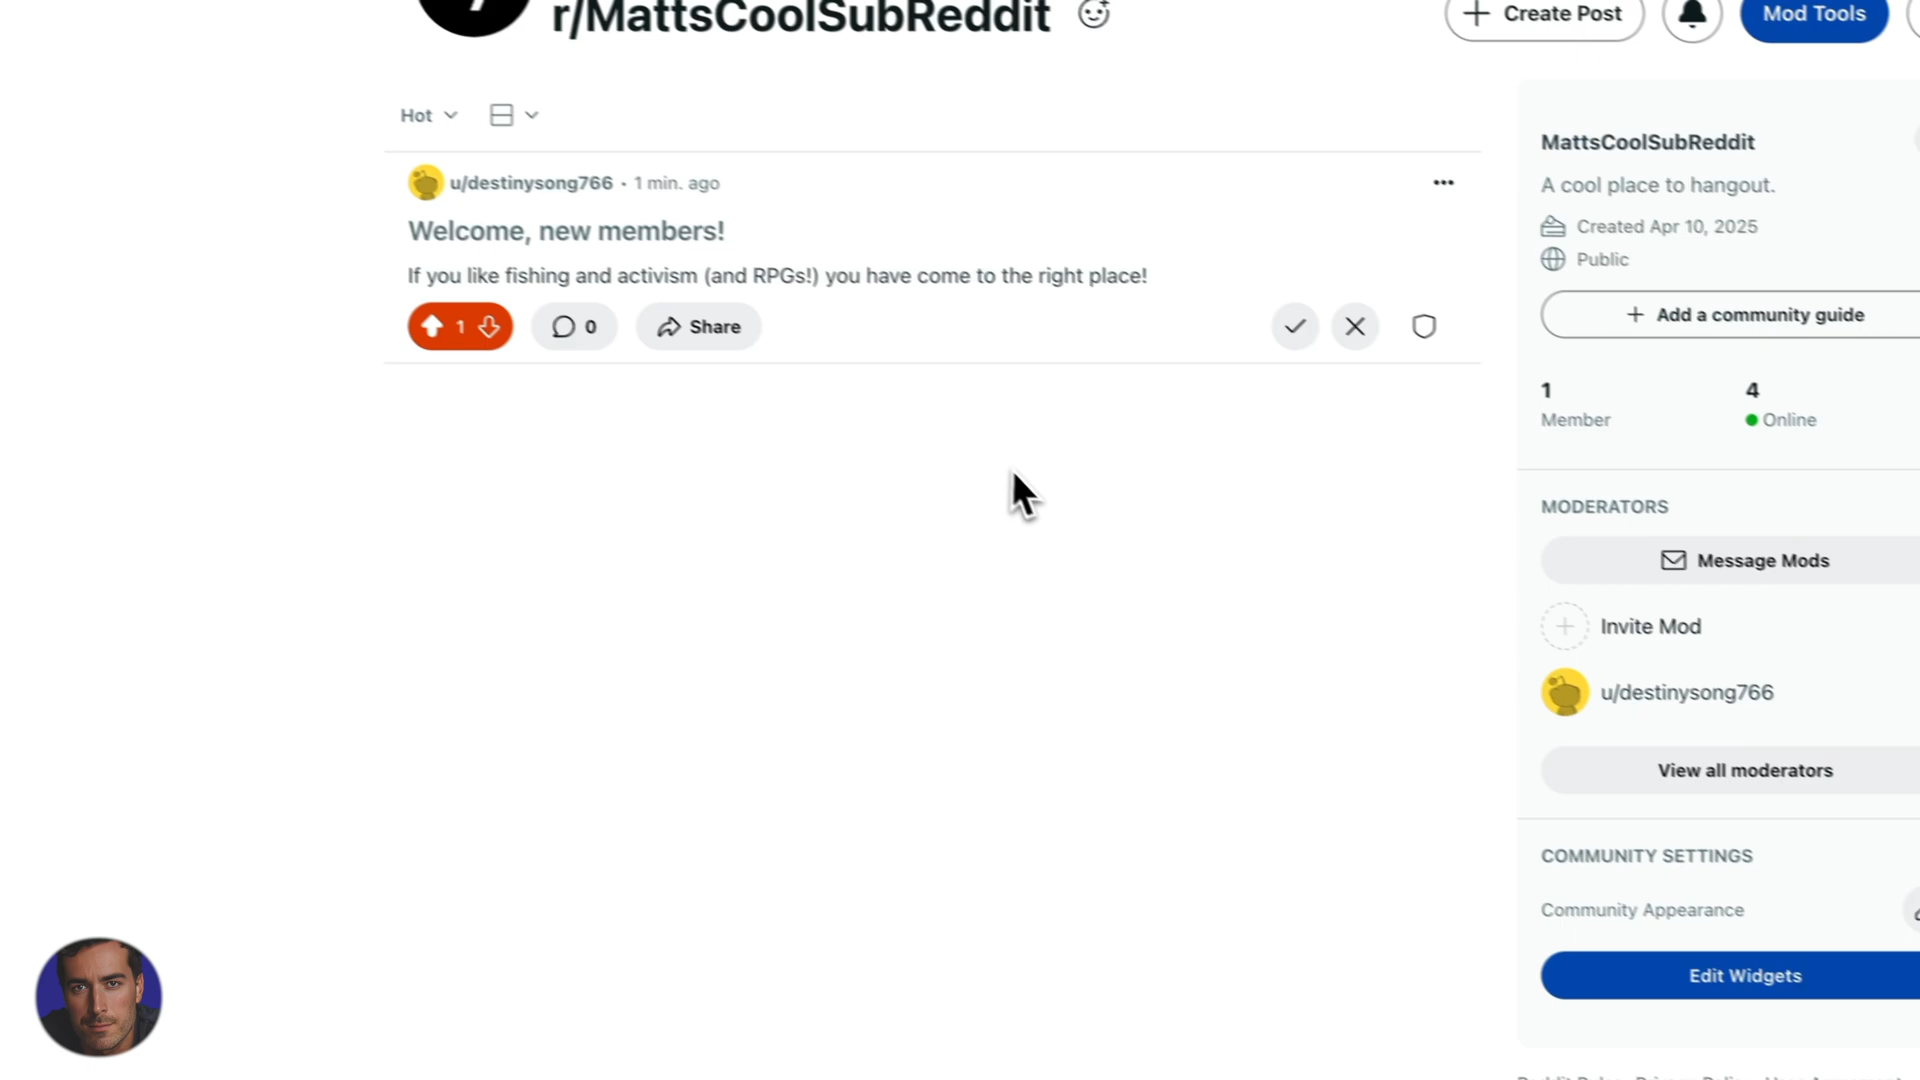 r/MattsCoolSubReddit
Create Post
Mod Tools
Hot
u/destinysong766 • 1 min. ago
Welcome, new members!
If you like fishing and activism (and RPGs!) you have come to the right place!
1
0
Share
MattsCoolSubReddit
A cool place to hangout.
Created Apr 10, 2025
Public
Add a community guide
1
Member
4
Online
MODERATORS
Message Mods
Invite Mod
u/destinysong766
View all moderators
COMMUNITY SETTINGS
Community Appearance
Edit Widgets